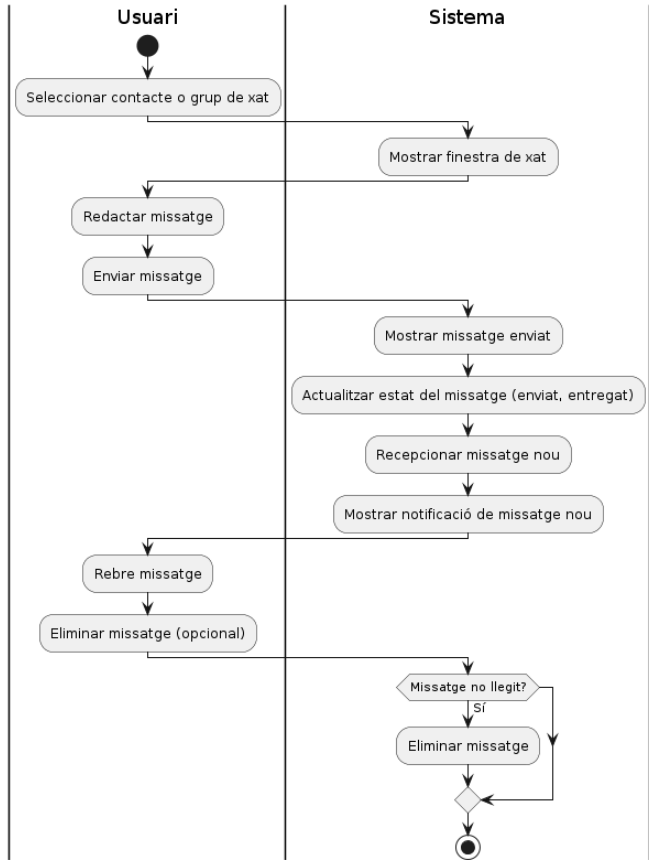 Usuari
Sistema
Seleccionar contacte o grup de xat
Mostrar finestra de xat
Redactar missatge
Enviar missatge
Mostrar missatge enviat
Actualitzar estat del missatge (enviat, entregat)
Recepcionar missatge nou
Mostrar notificació de missatge nou
Rebre missatge
Eliminar missatge (opcional)
Missatge no llegit?
Sí
Eliminar missatge